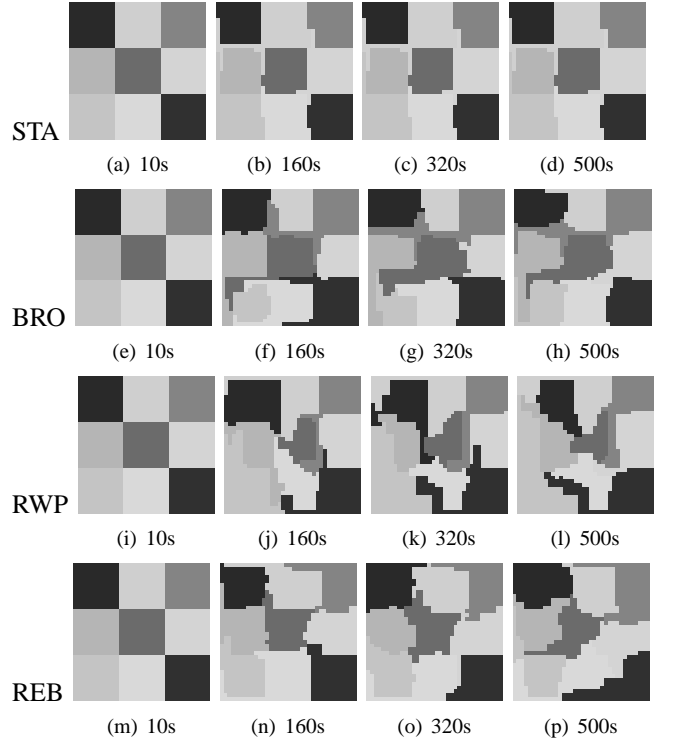 STA
(a) 10s
(b) 160s
(c) 320s
(d) 500s
BRO
(e) 10s
(f) 160s
(g) 320s
(h) 500s
RWP
(i) 10s
(j) 160s
(k) 320s
(l) 500s
REB
(m) 10s
(n) 160s
(o) 320s
(p) 500s